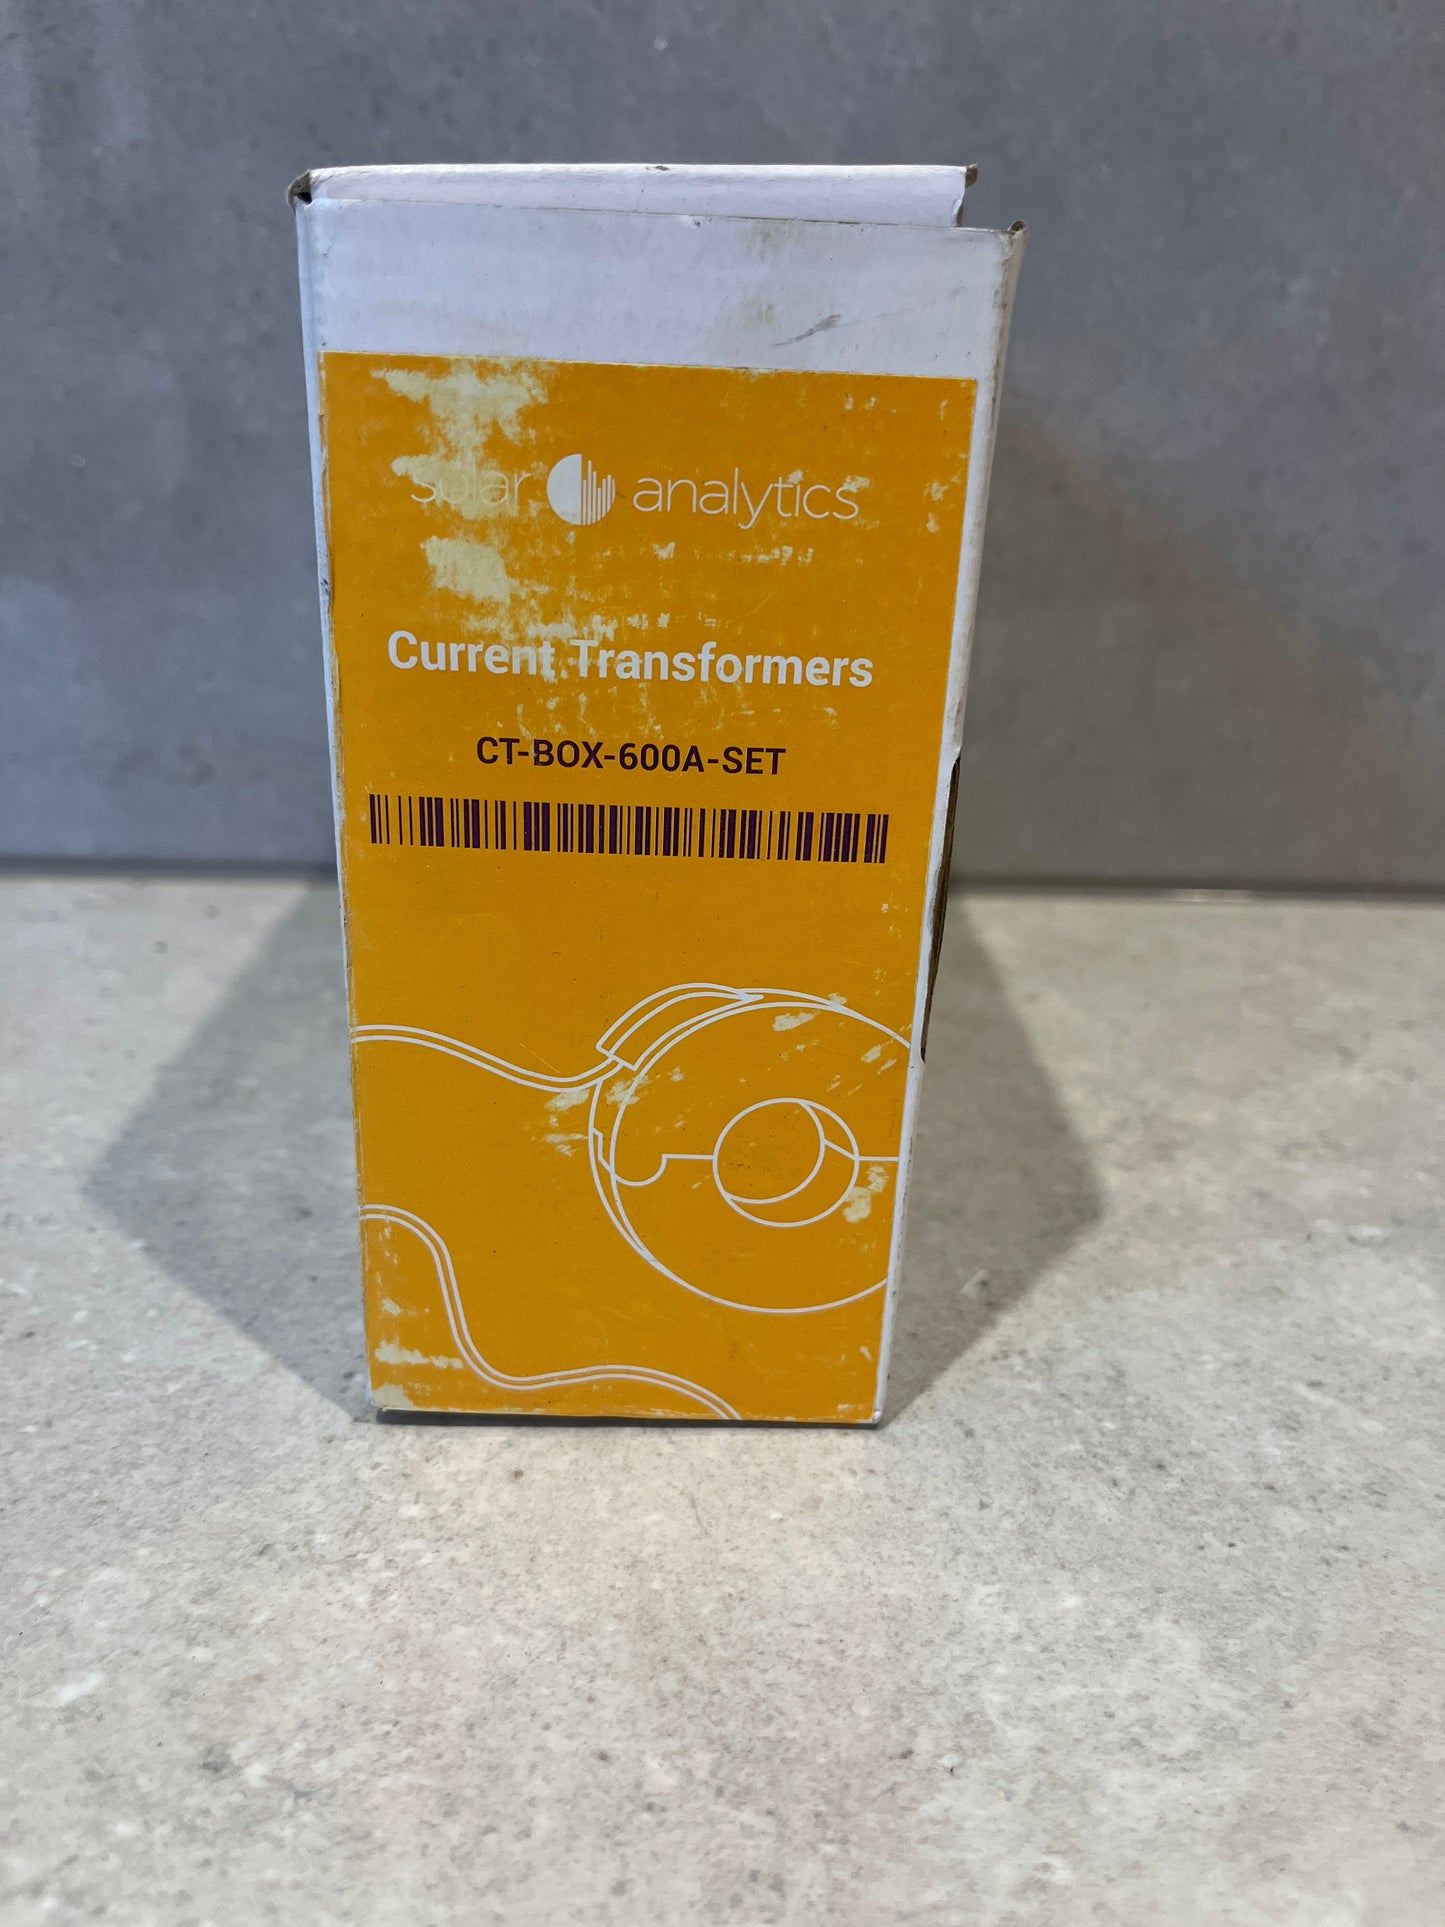 solar analytics
Current Transformers
CT-BOX-600A-SET